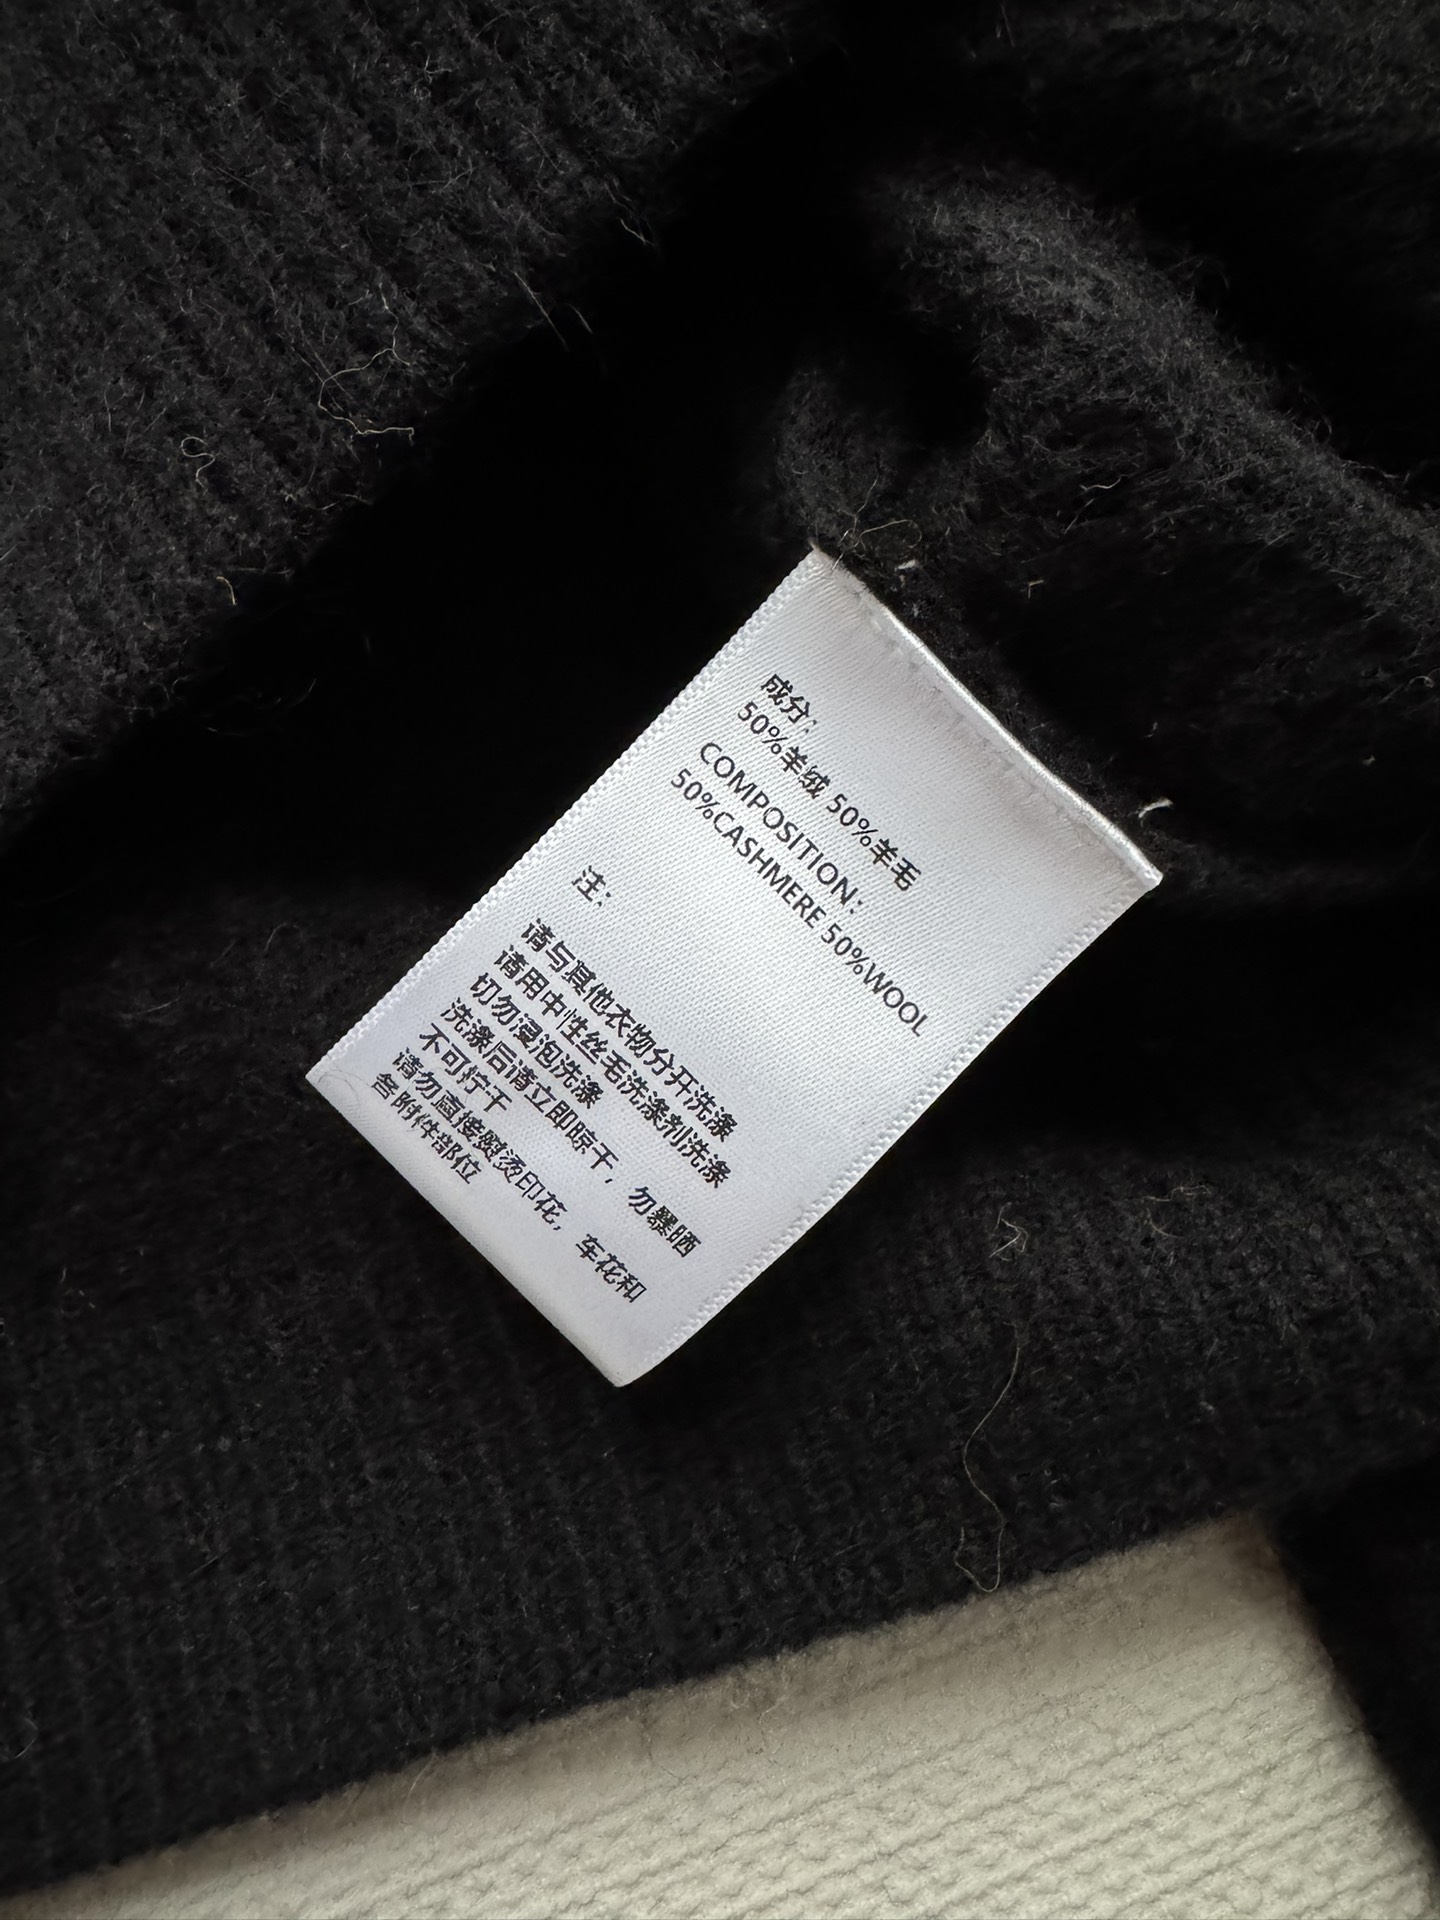 成分：
50%羊绒 50%羊毛
COMPOSITION:
50%CASHMERE 50%WOOL
注：
请与其他衣物分开洗涤
请用中性丝毛洗涤剂洗涤
切勿浸泡洗涤
洗涤后请立即晾干，勿暴晒
不可拧干
请勿直接熨烫印花，车花和
各附件部位